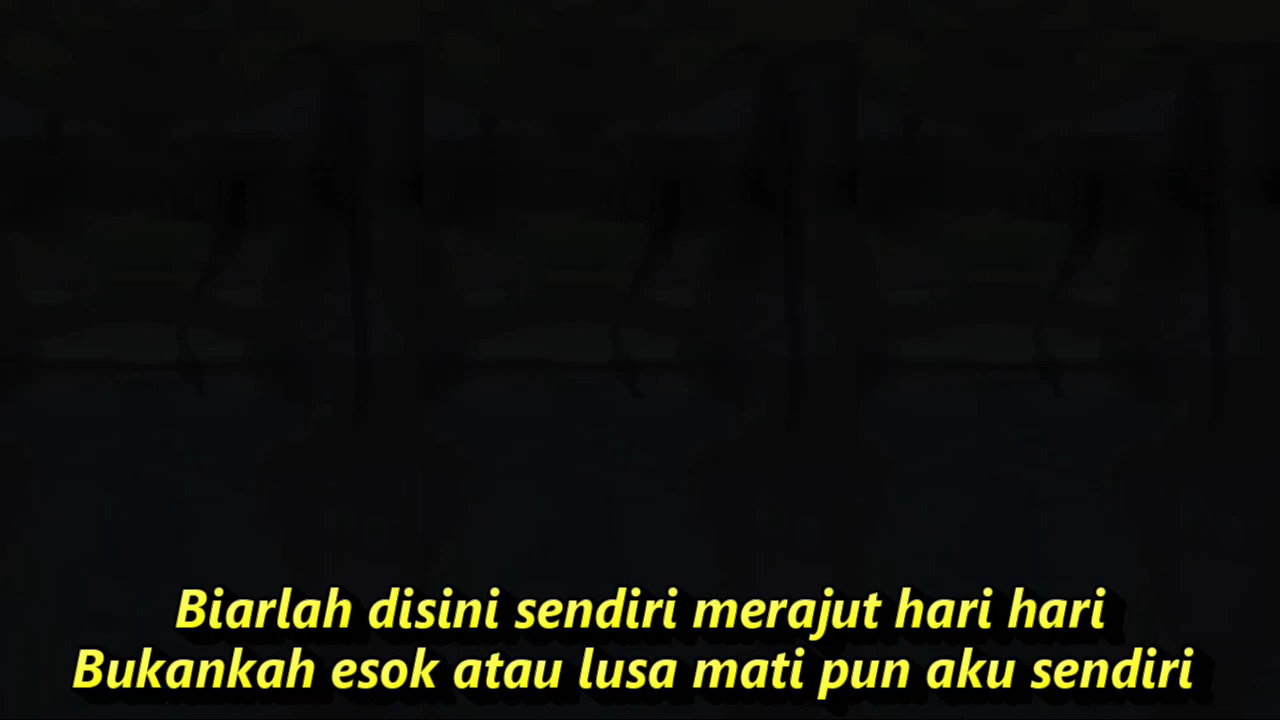 Biarlah disini sendiri merajut hari hari
Bukankah esok atau lusa mati pun aku sendiri